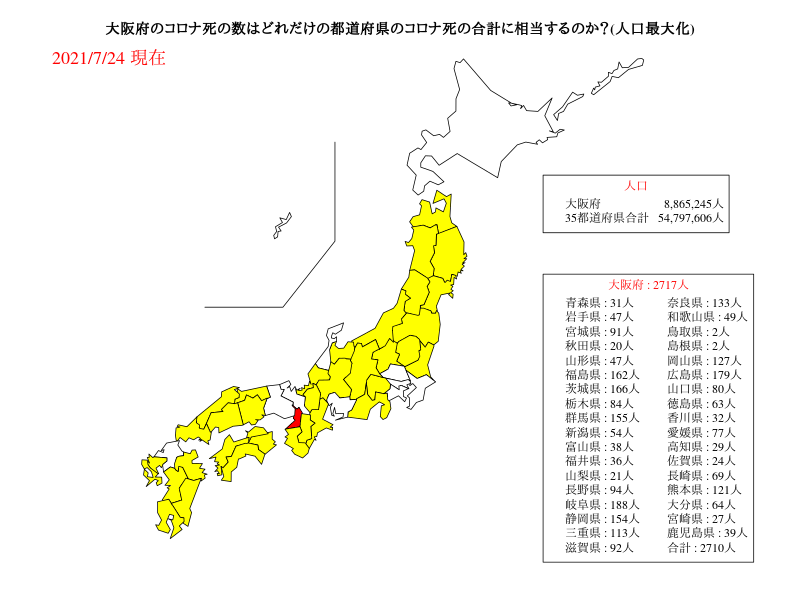 大阪府のコロナ死の数はどれだけの都道府県のコロナ死の合計に相当するのか?(人口最大化)
2021/7/24 現在
人口
大阪府 8,865,245人
35都道府県合計 54,797,606人
大阪府 : 2717人
青森県 : 31人 奈良県 : 133人
岩手県 : 47人 和歌山県 : 49人
宮城県 : 91人 鳥取県 : 2人
秋田県 : 20人 島根県 : 2人
山形県 : 47人 岡山県 : 127人
福島県 : 162人 広島県 : 179人
茨城県 : 166人 山口県 : 80人
栃木県 : 84人 徳島県 : 63人
群馬県 : 155人 香川県 : 32人
新潟県 : 54人 愛媛県 : 77人
富山県 : 38人 高知県 : 29人
福井県 : 36人 佐賀県 : 24人
山梨県 : 21人 長崎県 : 69人
長野県 : 94人 熊本県 : 121人
岐阜県 : 188人 大分県 : 64人
静岡県 : 154人 宮崎県 : 27人
三重県 : 113人 鹿児島県 : 39人
滋賀県 : 92人 合計 : 2710人